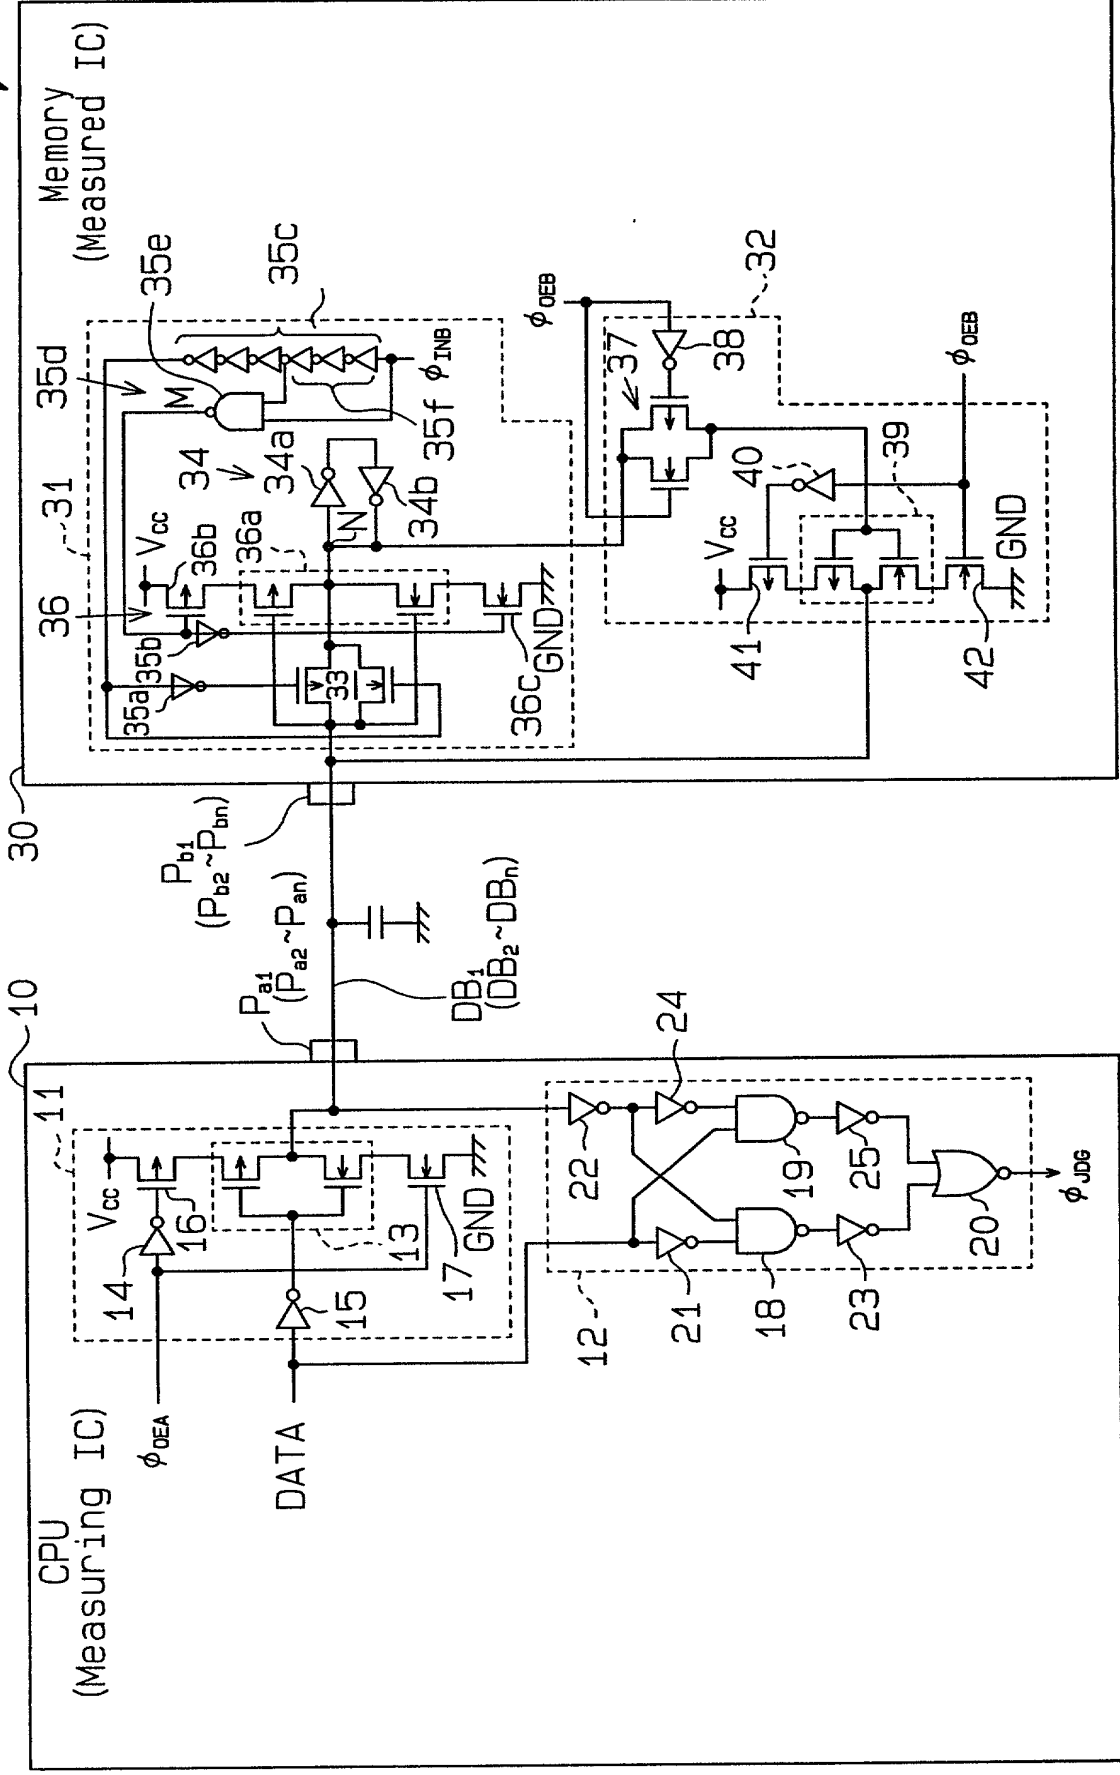 CPU
(Measuring IC)
10
11
φOEA
DATA
14
15
VCC
16
13
17
GND
12
21
22
24
18
19
23
25
20
φJDG
Pa1
(Pa2~Pan)
DB1
(DB2~DBn)
Pb1
(Pb2~Pbn)
30
Memory
(Measured IC)
31
36
VCC
36b
36a
35b
35a
33
36c
GND
N
34
34a
34b
35d
M
35e
35c
35f
φINB
φOEB
37
38
32
VCC
40
39
41
42
GND
φOEB